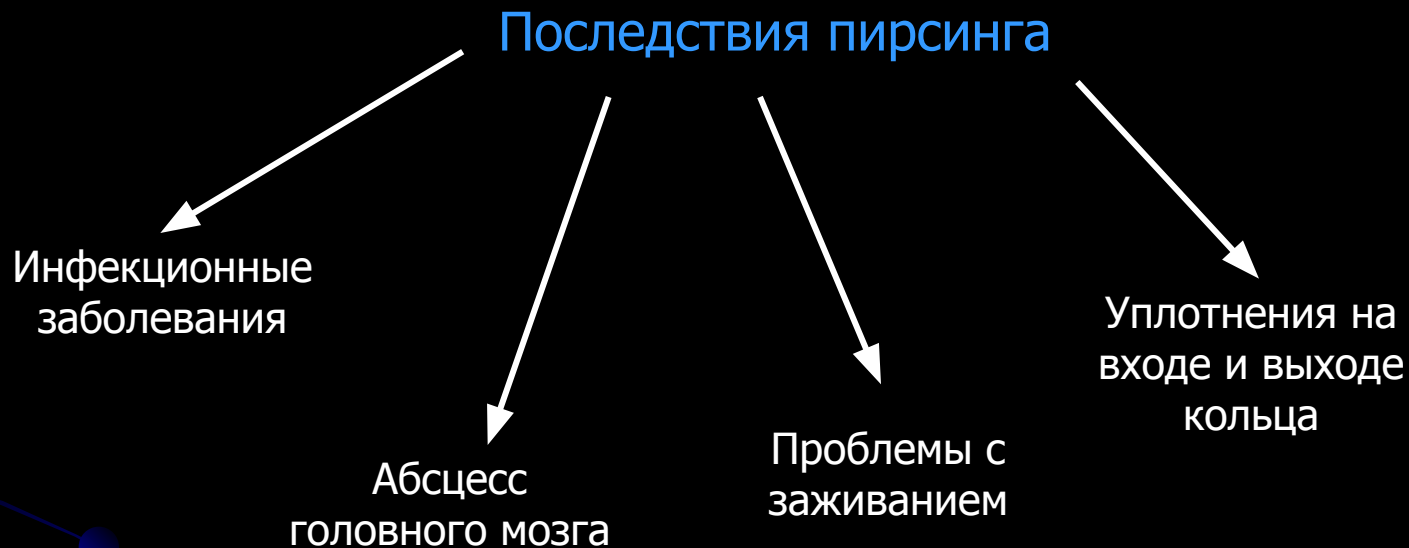 Последствия пирсинга
Инфекционные
заболевания
Абсцесс
головного мозга
Проблемы с
заживанием
Уплотнения на
входе и выходе
кольца